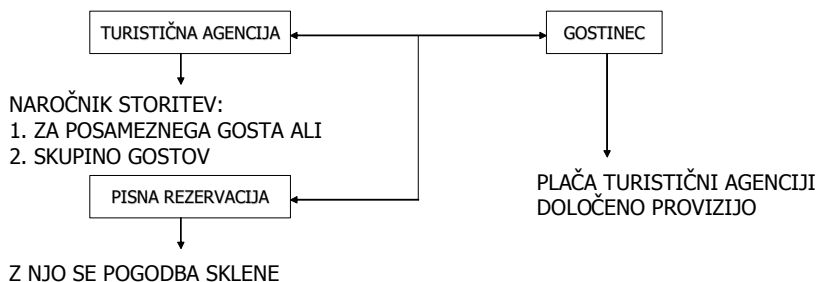 TURISTIČNA AGENCIJA
GOSTINEC
NAROČNIK STORITEV:
1. ZA POSAMEZNEGA GOSTA ALI
2. SKUPINO GOSTOV
PLAČA TURISTIČNI AGENCIJI
DOLOČENO PROVIZIJO
PISNA REZERVACIJA
Z NJO SE POGODBA SKLENE